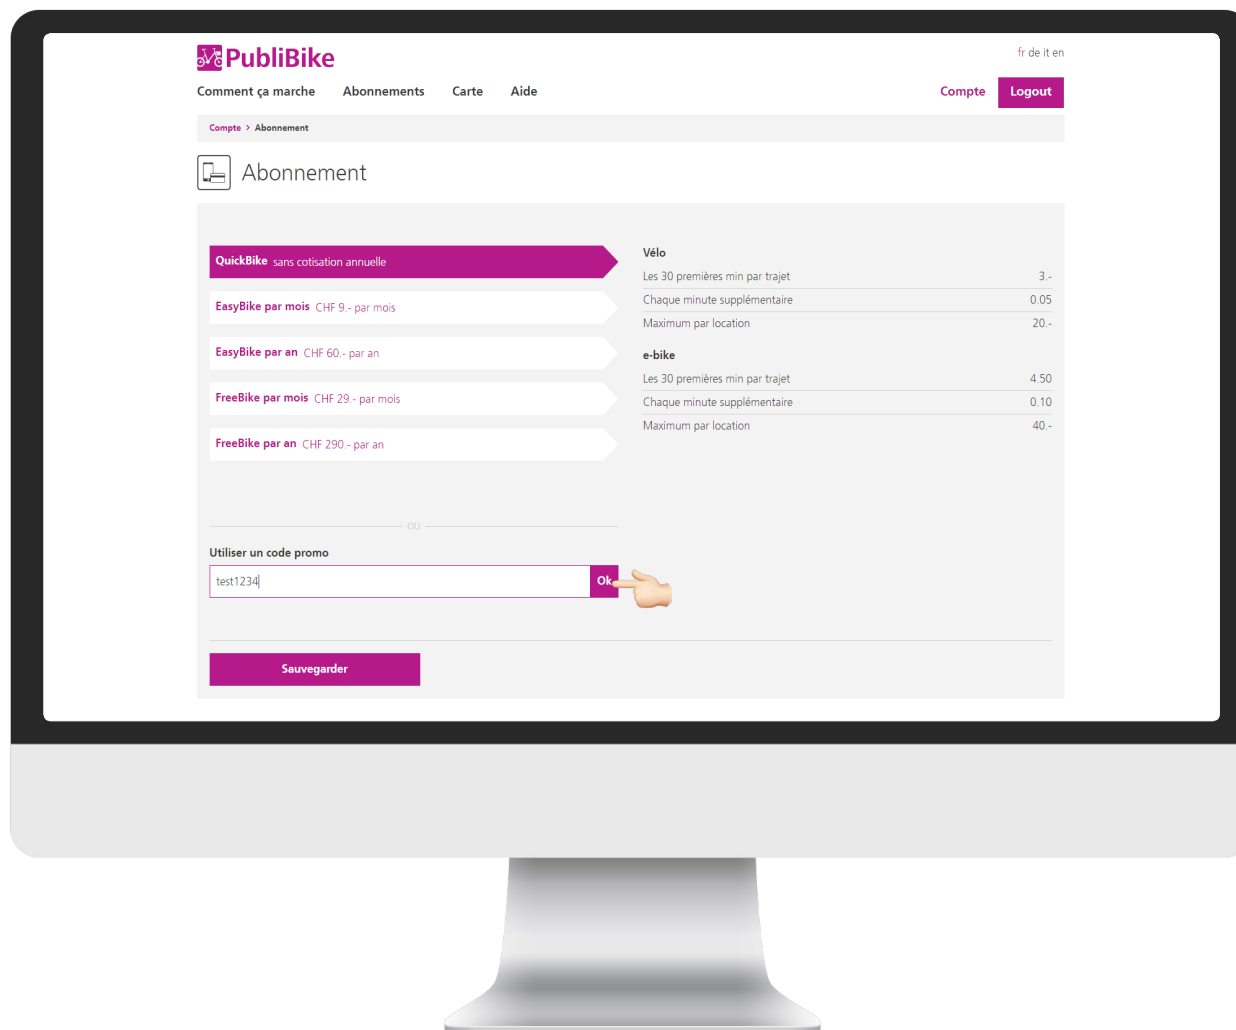 PubliBike
fr de it en
Comment ça marche Abonnements Carte Aide Compte Logout
Compte > Abonnement
Abonnement
QuickBike sans cotisation annuelle
EasyBike par mois CHF 9.- par mois
EasyBike par an CHF 60.- par an
FreeBike par mois CHF 29.- par mois
FreeBike par an CHF 290.- par an
Vélo
Les 30 premières min par trajet 3.-
Chaque minute supplémentaire 0.05
Maximum par location 20.-
e-bike
Les 30 premières min par trajet 4.50
Chaque minute supplémentaire 0.10
Maximum par location 40.-
OU
Utiliser un code promo
test1234 Ok
Sauvegarder